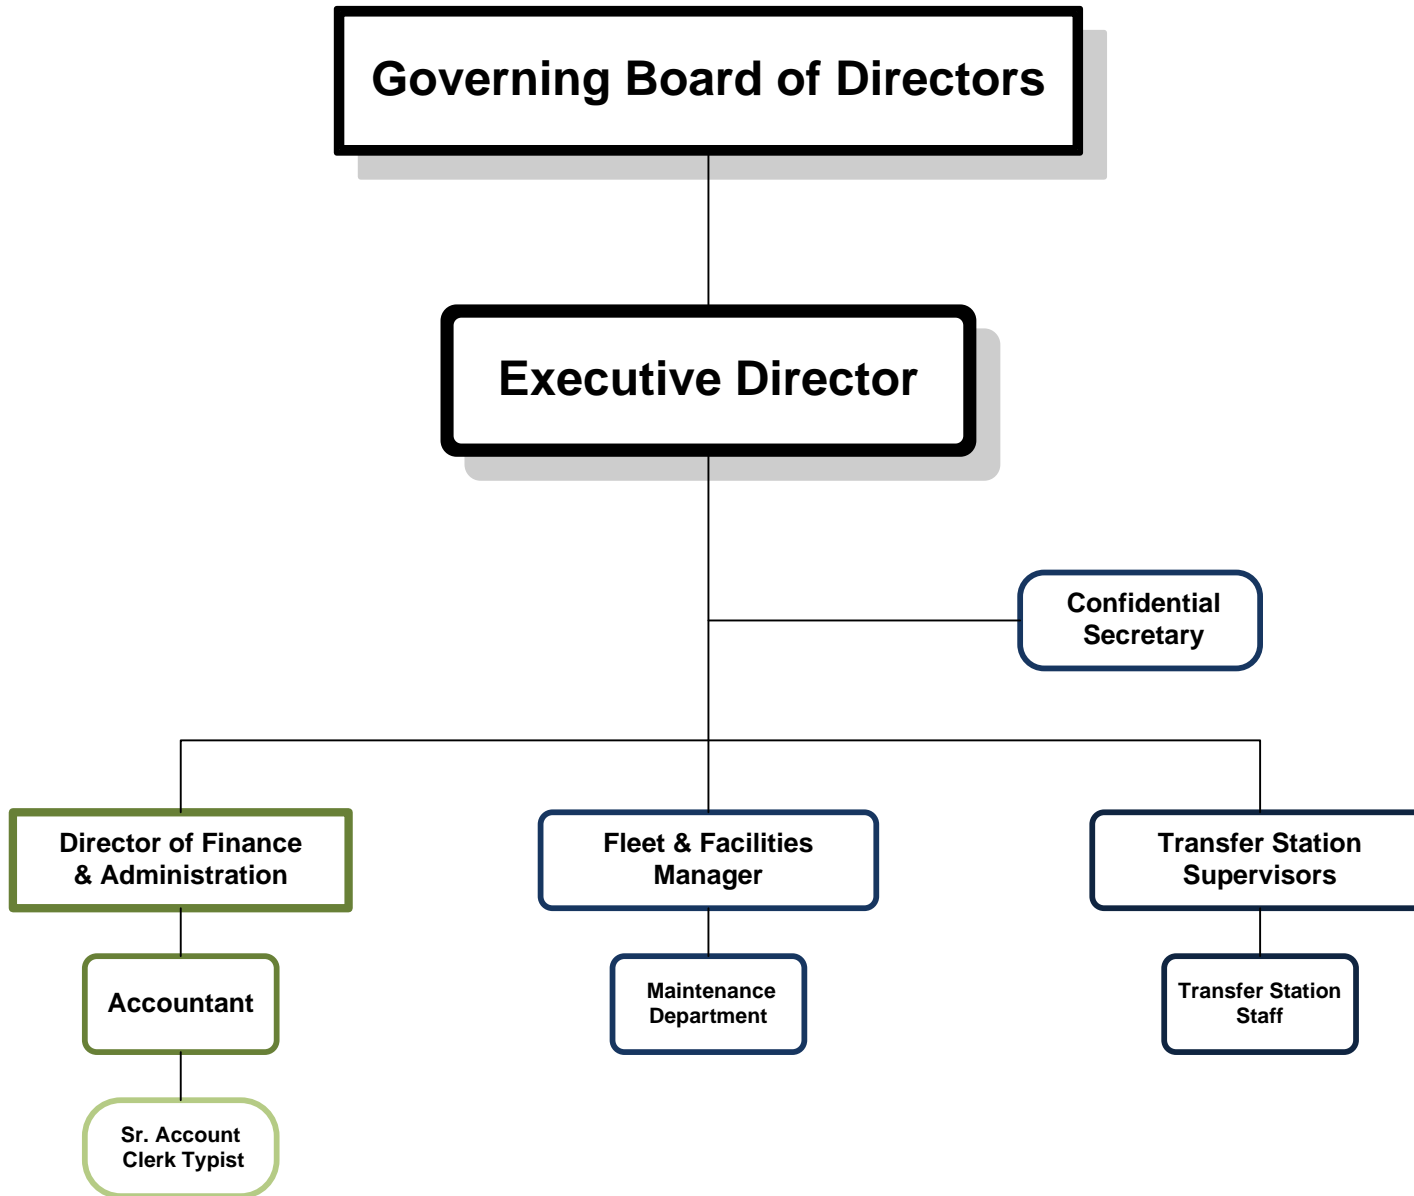 Governing Board of Directors
Executive Director
Confidential
Secretary
Director of Finance
& Administration
Fleet & Facilities
Manager
Transfer Station
Supervisors
Accountant
Maintenance
Department
Transfer Station
Staff
Sr. Account
Clerk Typist